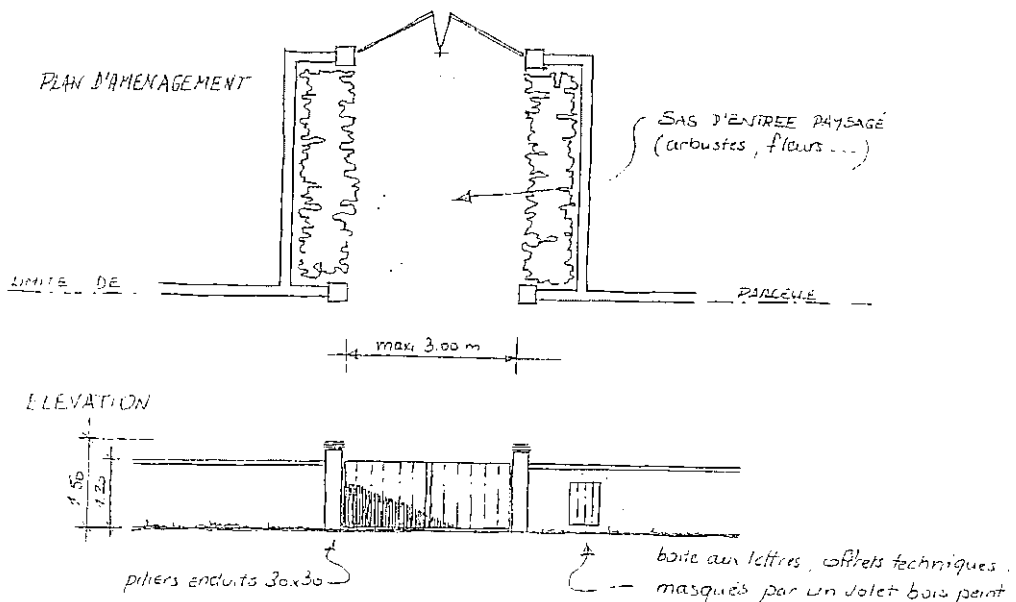 PLAN D'AMENAGEMENT
SAS D'ENTREE PAYSAGÉ
(arbustes, fleurs ...)
LIMITE DE PARCELLE
maxi 3.00 m
ELEVATION
1.50
1.20
piliers enduits 30x30
boite aux lettres, coffrets techniques.
masqués par un volet bois peint